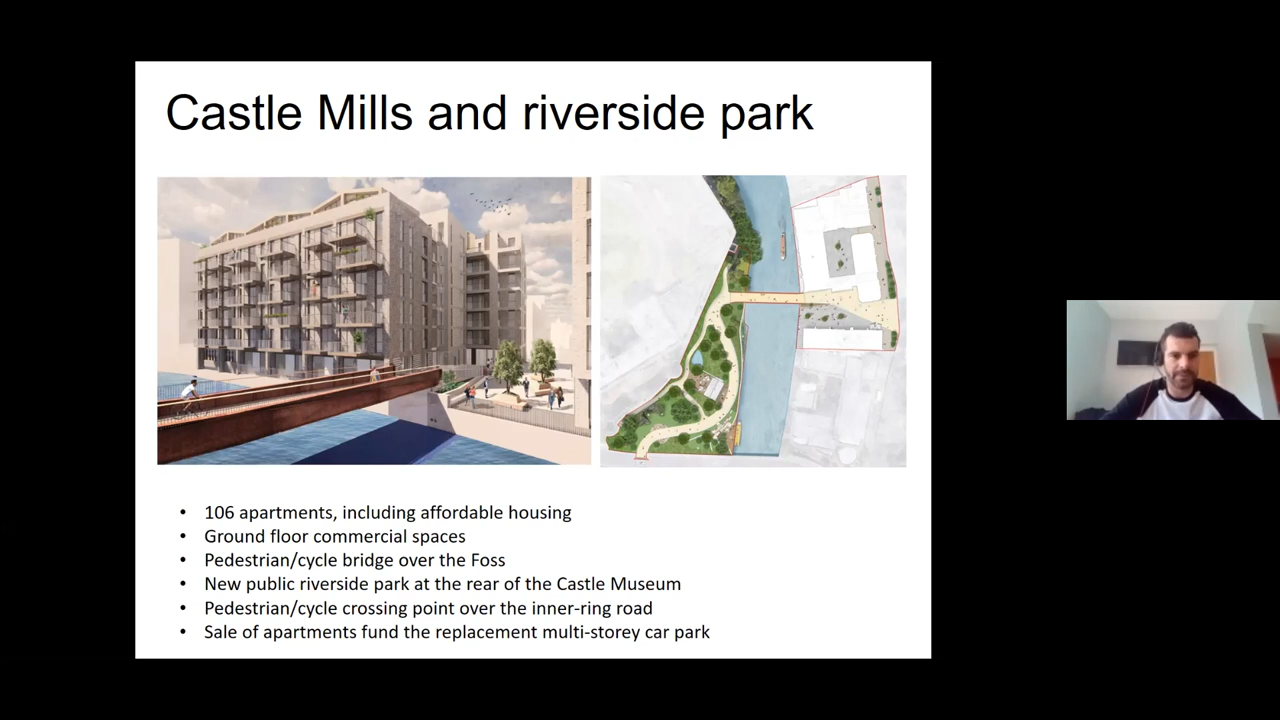 Castle Mills and riverside park
• 106 apartments, including affordable housing
• Ground floor commercial spaces
• Pedestrian/cycle bridge over the Foss
• New public riverside park at the rear of the Castle Museum
• Pedestrian/cycle crossing point over the inner-ring road
• Sale of apartments fund the replacement multi-storey car park